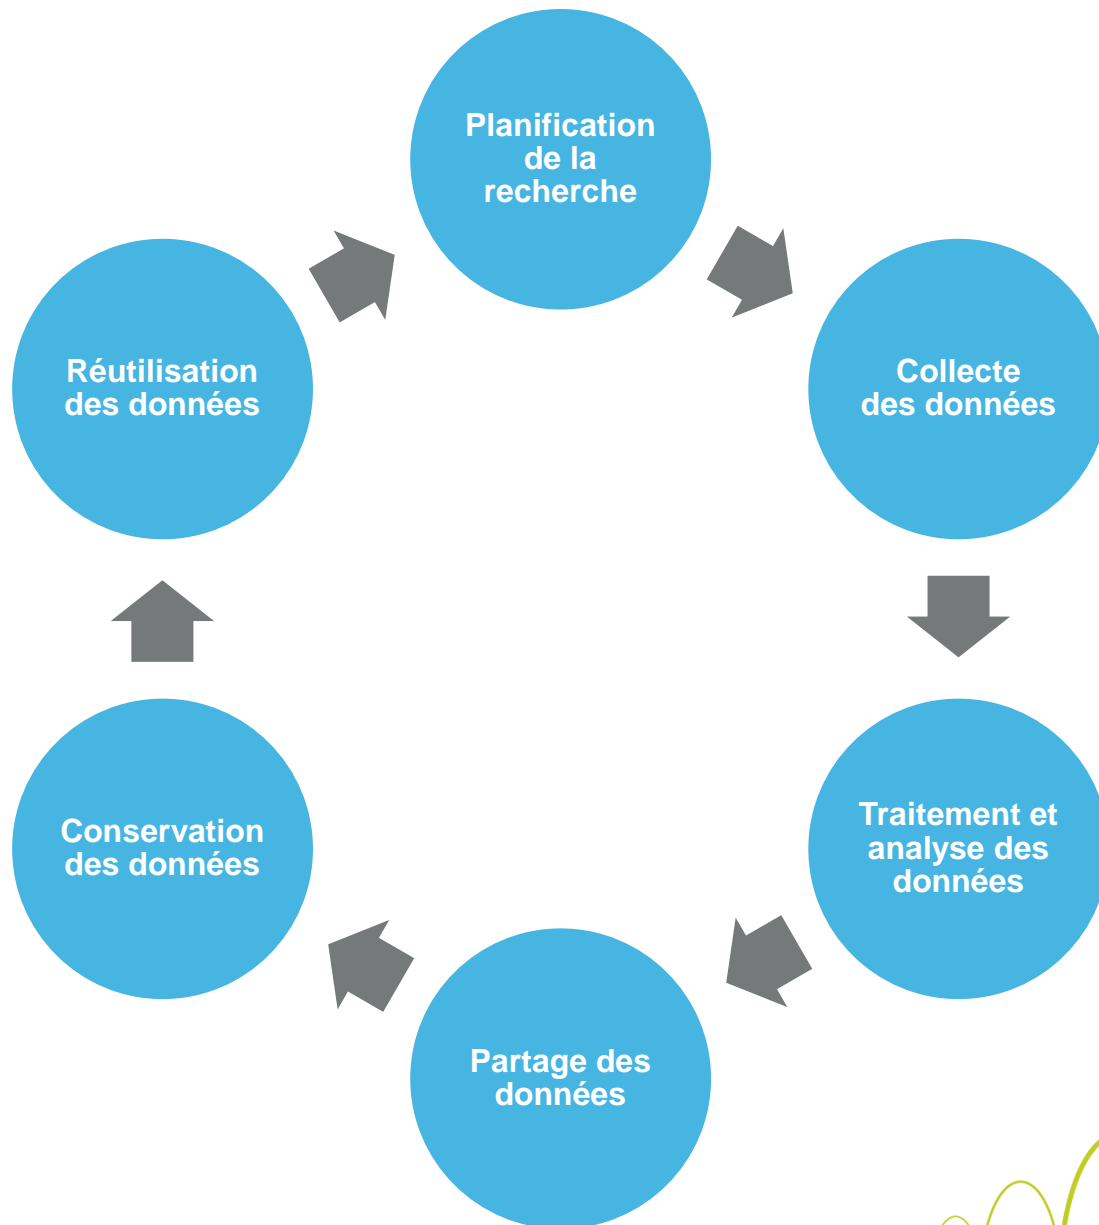 Planification
de la
recherche
Collecte
des données
Traitement et
analyse des
données
Partage des
données
Conservation
des données
Réutilisation
des données